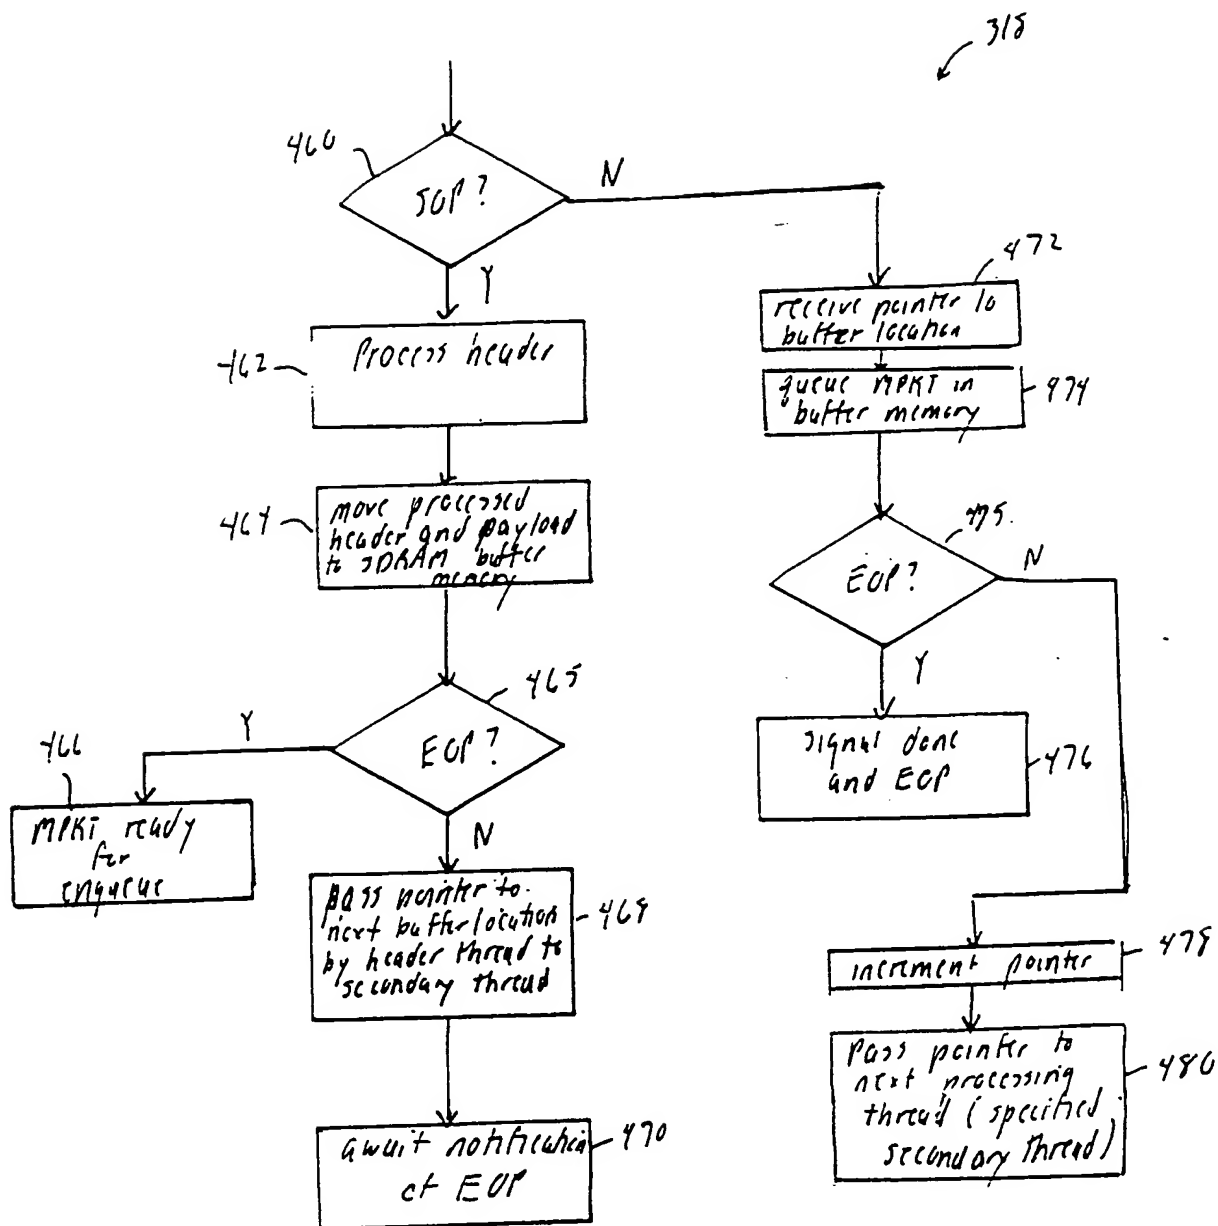 318
460
SOP?
N
Y
462
Process header
464
move processed
header and payload
to SDRAM buffer
memory
465
EOP?
Y
466
MPKT ready
for
enqueue
N
pass pointer to
next buffer location
by header thread to
secondary thread
468
await notification
of EOP
470
472
receive pointer to
buffer location
queue MPKT in
buffer memory
474
475
EOP?
N
Y
signal done
and EOP
476
increment pointer
478
Pass pointer to
next processing
thread (specified
secondary thread)
480